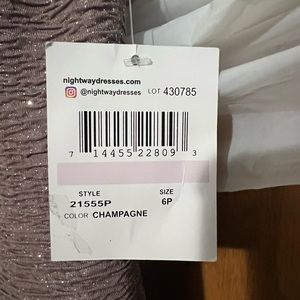 nightwaydresses.com
@nightwaydresses LOT 430785
7 14455 22809 3
STYLE SIZE
21555P 6P
COLOR CHAMPAGNE